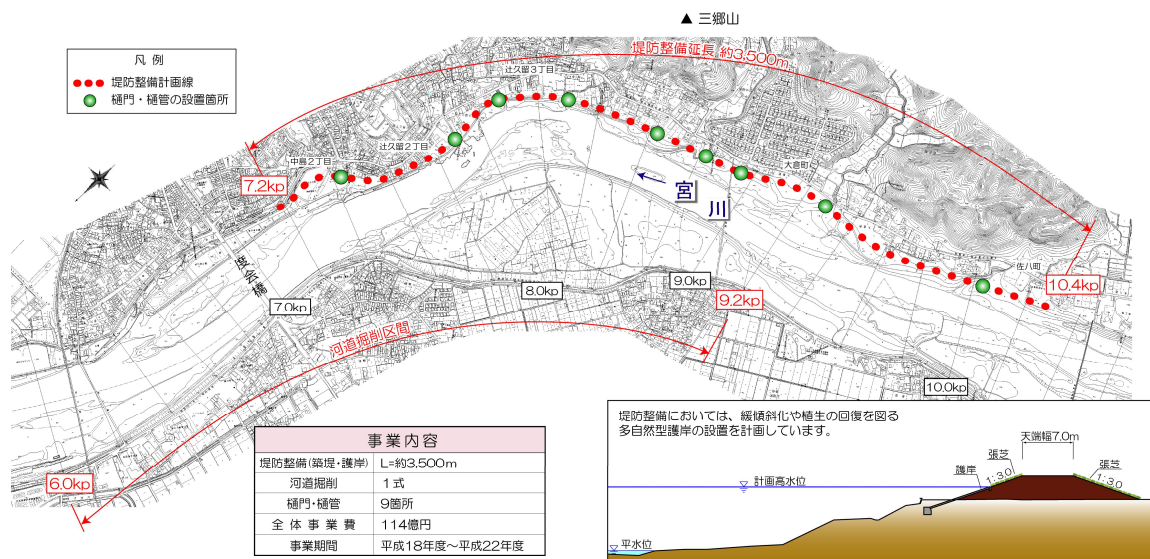 ▲ 三郷山
凡 例
堤防整備計画線
樋門・樋管の設置箇所
堤防整備延長 約3,500m
辻久留3丁目
辻久留2丁目
中島2丁目
大倉町
佐八町
7.2kp
10.4kp
宮川
度会橋
7.0kp
8.0kp
9.0kp
9.2kp
10.0kp
河道掘削区間
6.0kp
事業内容
堤防整備(築堤・護岸) L=約3,500m
河道掘削 1式
樋門・樋管 9箇所
全体事業費 114億円
事業期間 平成18年度～平成22年度
堤防整備においては、緩傾斜化や植生の回復を図る
多自然型護岸の設置を計画しています。
天端幅7.0m
張芝
護岸
1:3.0
張芝
1:3.0
計画高水位
平水位